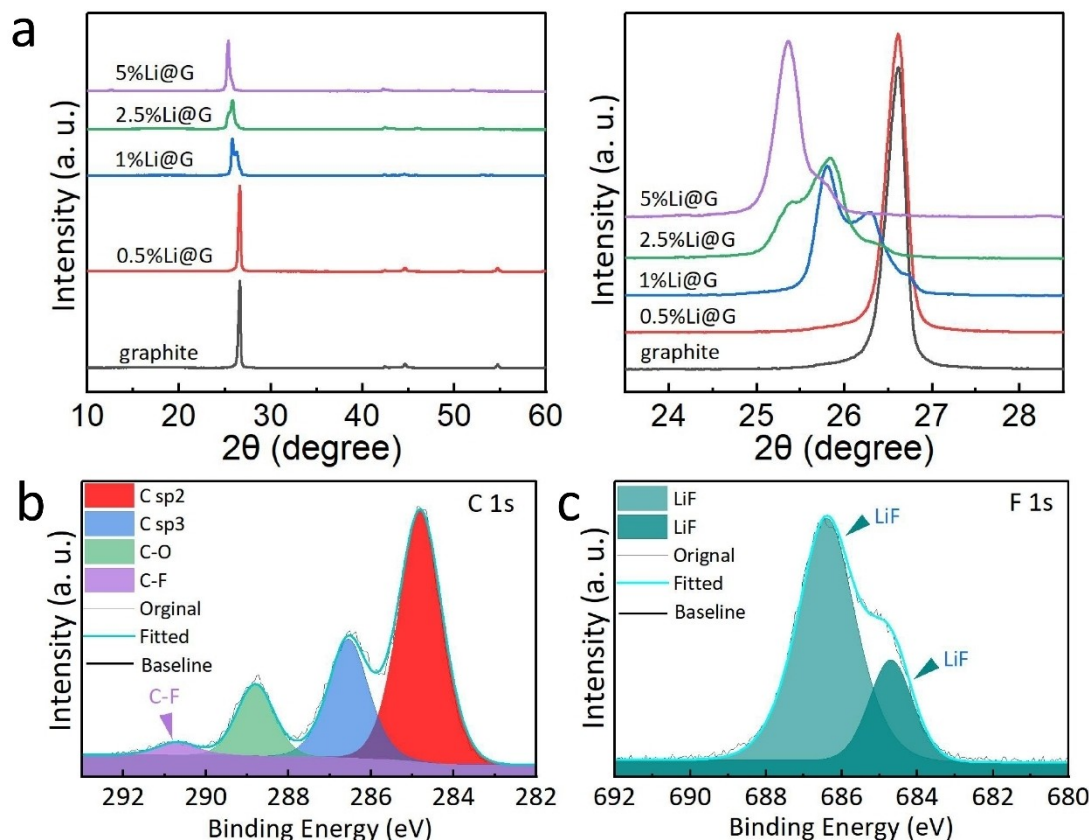 a
Intensity (a. u.)
5%Li@G
2.5%Li@G
1%Li@G
0.5%Li@G
graphite
10 20 30 40 50 60
2θ (degree)
Intensity (a. u.)
5%Li@G
2.5%Li@G
1%Li@G
0.5%Li@G
graphite
24 25 26 27 28
2θ (degree)
b
Intensity (a. u.)
C 1s
C sp2
C sp3
C-O
C-F
Orginal
Fitted
Baseline
C-F
292 290 288 286 284 282
Binding Energy (eV)
c
Intensity (a. u.)
F 1s
LiF
LiF
Orignal
Fitted
Baseline
LiF
LiF
692 690 688 686 684 682 680
Binding Energy (eV)